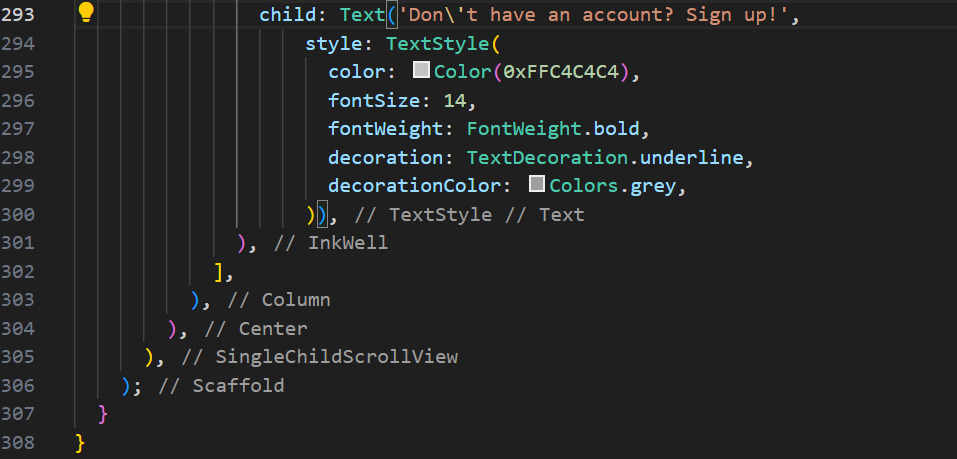 293 child: Text('Don\'t have an account? Sign up!',
294 style: TextStyle(
295 color: Color(0xFFC4C4C4),
296 fontSize: 14,
297 fontWeight: FontWeight.bold,
298 decoration: TextDecoration.underline,
299 decorationColor: Colors.grey,
300 )), // TextStyle // Text
301 ), // InkWell
302 ],
303 ), // Column
304 ), // Center
305 ), // SingleChildScrollView
306 ); // Scaffold
307 }
308 }